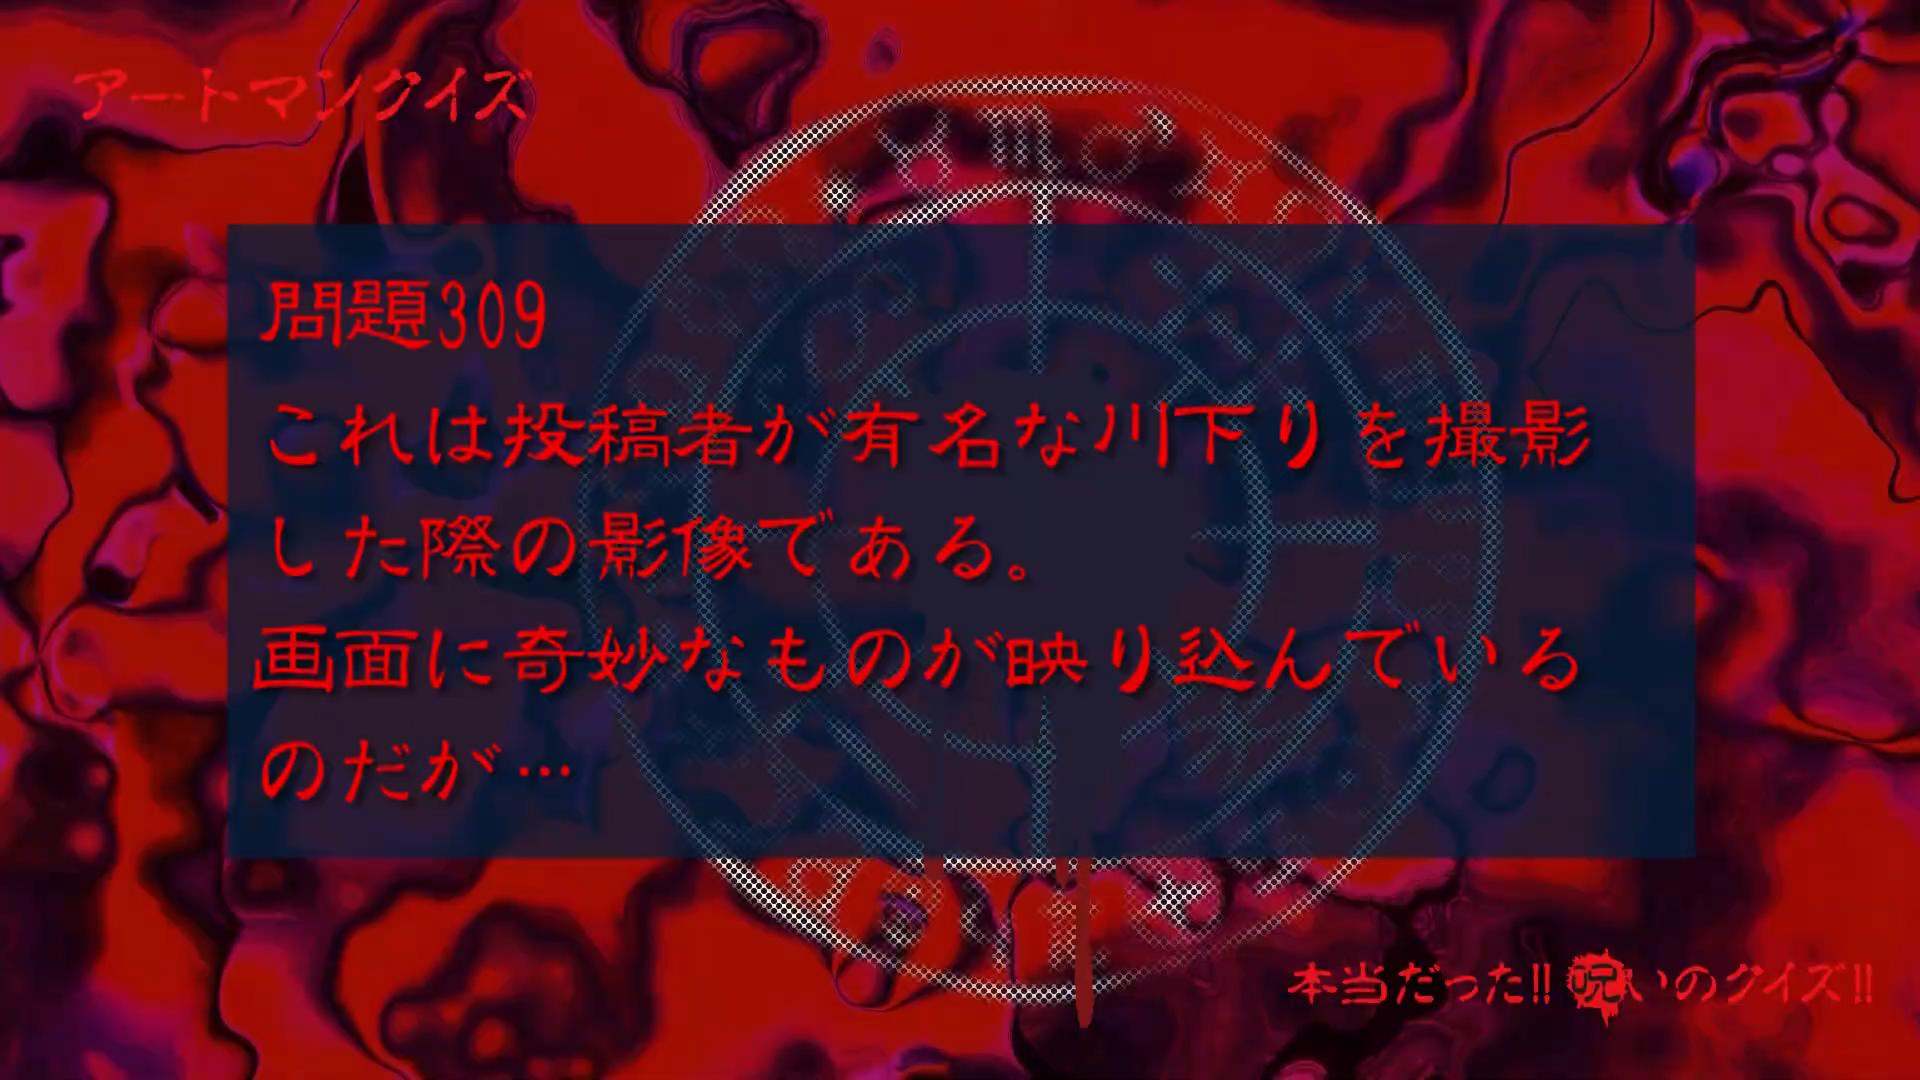 アートマンクイズ
問題309
これは投稿者が有名な川下りを撮影
した際の影像である。
画面に奇妙なものが映り込んでいる
のだが…
本当だった!!呪いのクイズ!!